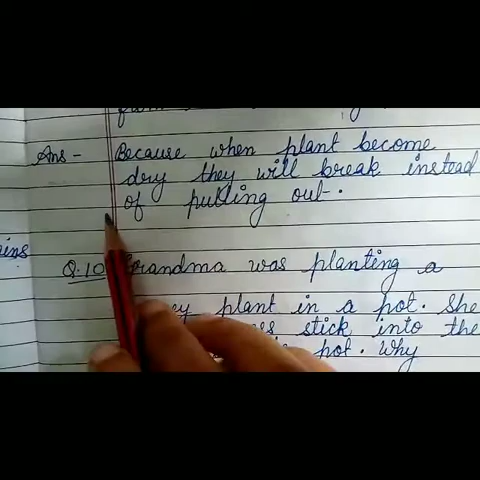 Ans - Because when plant become
dry they will break instead
of pulling out.
Q.10 Grandma was planting a
plant in a pot. She
stick into the
pot. Why